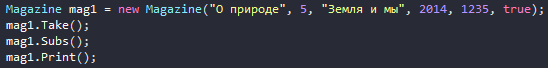 Magazine mag1 = new Magazine("О природе", 5, "Земля и мы", 2014, 1235, true);
mag1.Take();
mag1.Subs();
mag1.Print();